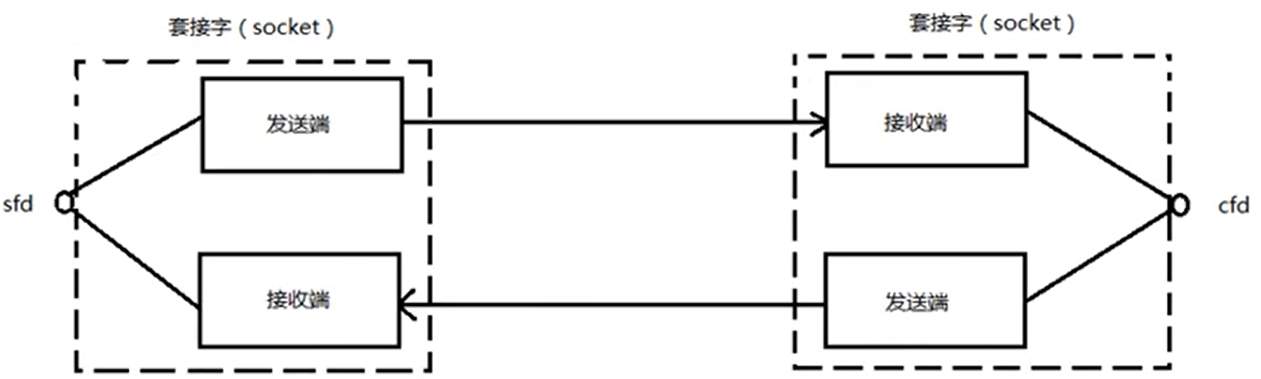 套接字（socket）
套接字（socket）
发送端
接收端
sfd
cfd
接收端
发送端